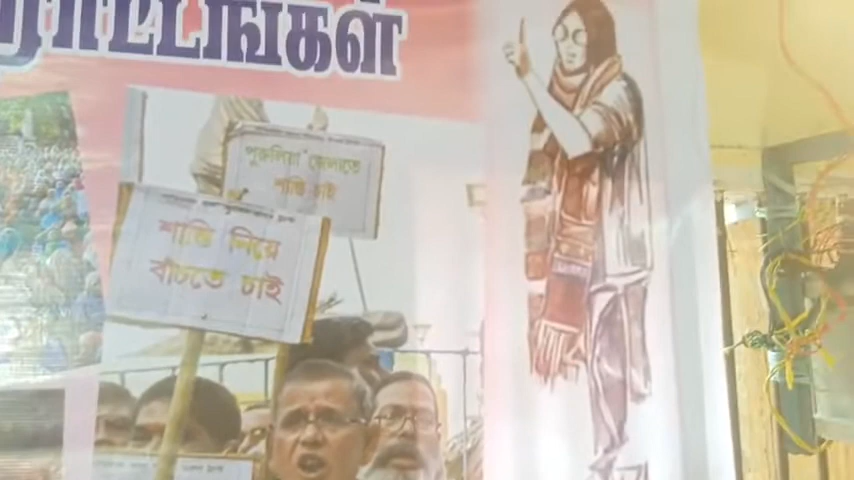 ராட்டங்கள்
পুরুলিয়া জেলাতে
শান্তি চাই
শান্তি নিয়ে
বাঁচতে চাই